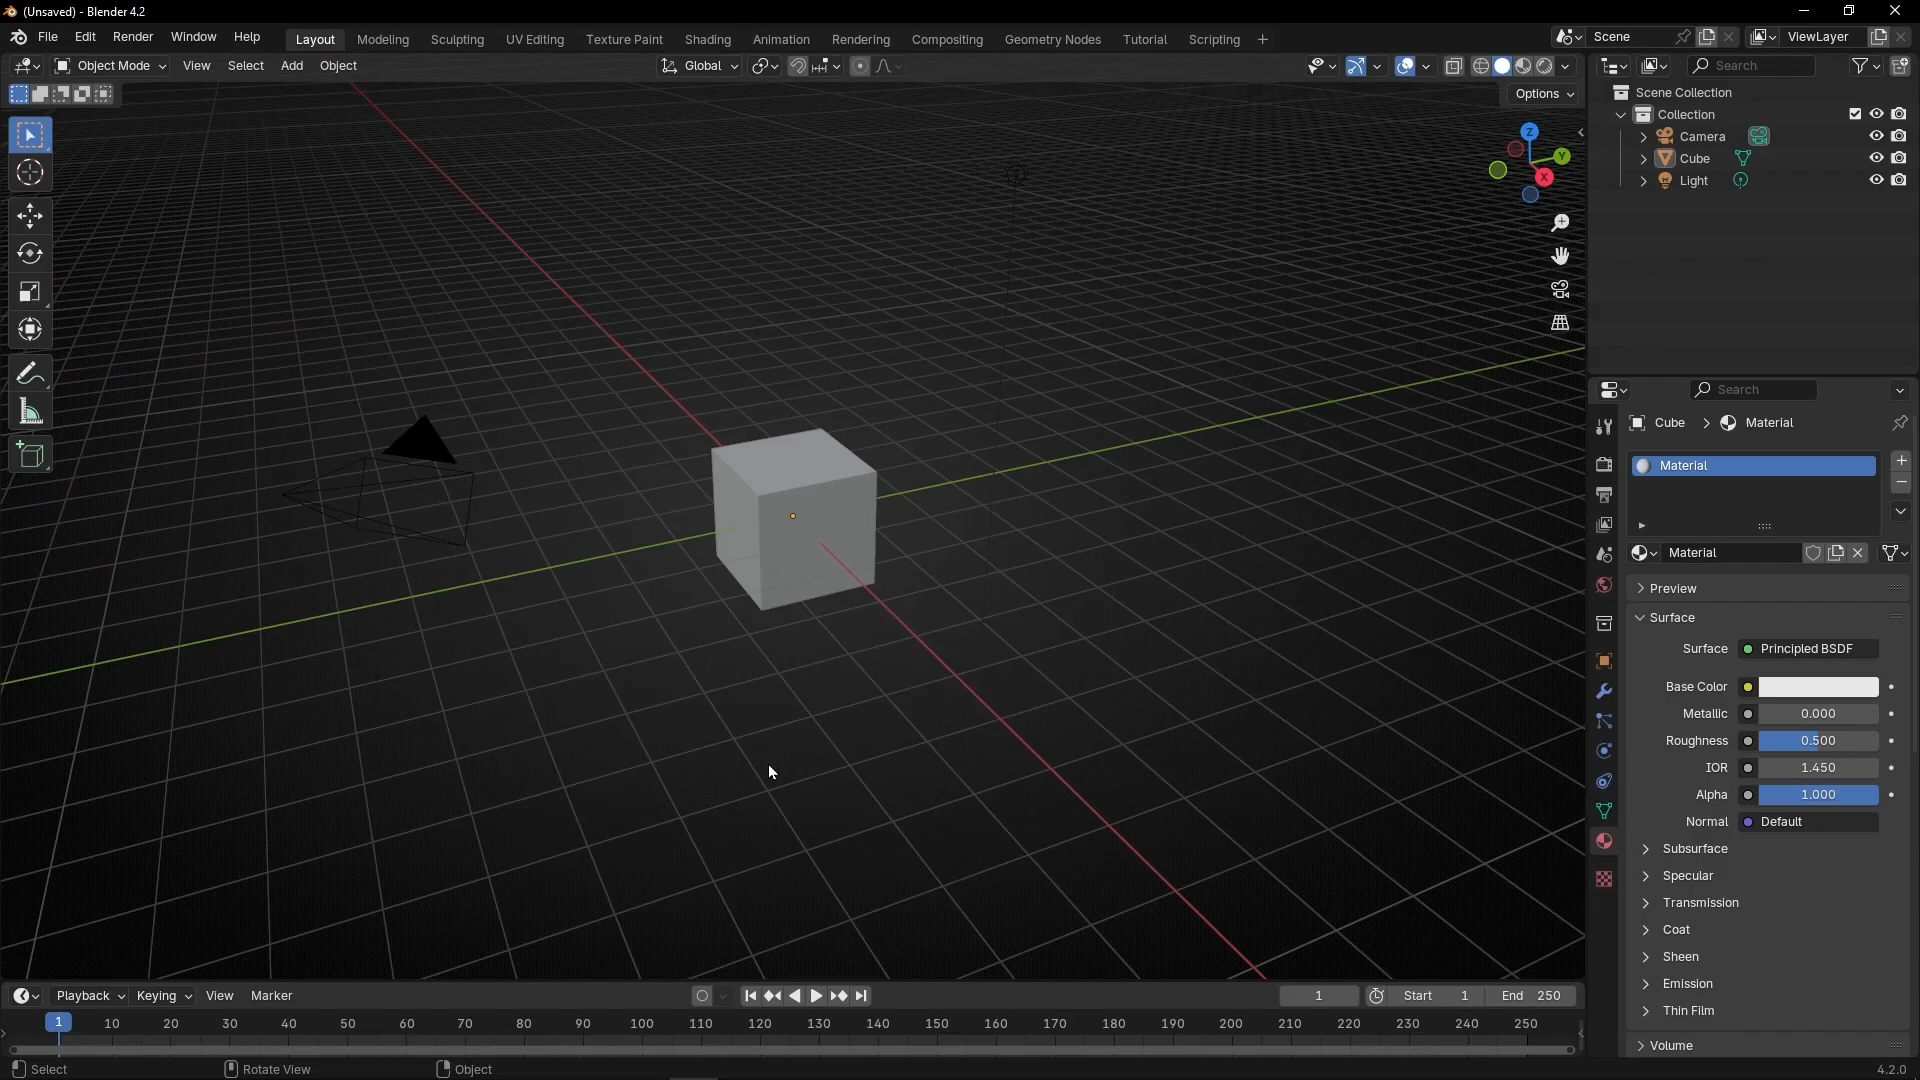 (Unsaved) - Blender 4.2
File Edit Render Window Help Layout Modeling Sculpting UV Editing Texture Paint Shading Animation Rendering Compositing Geometry Nodes Tutorial Scripting + Scene ViewLayer
Object Mode View Select Add Object Global Search
Options
Scene Collection
Collection
Camera
Cube
Light
Z
Y
X
Search
Cube > Material
Material
Material
Preview
Surface
Surface Principled BSDF
Base Color
Metallic 0.000
Roughness 0.500
IOR 1.450
Alpha 1.000
Normal Default
Subsurface
Specular
Transmission
Coat
Sheen
Emission
Thin Film
Volume
Playback Keying View Marker 1 Start 1 End 250
1 10 20 30 40 50 60 70 80 90 100 110 120 130 140 150 160 170 180 190 200 210 220 230 240 250
Select Rotate View Object 4.2.0